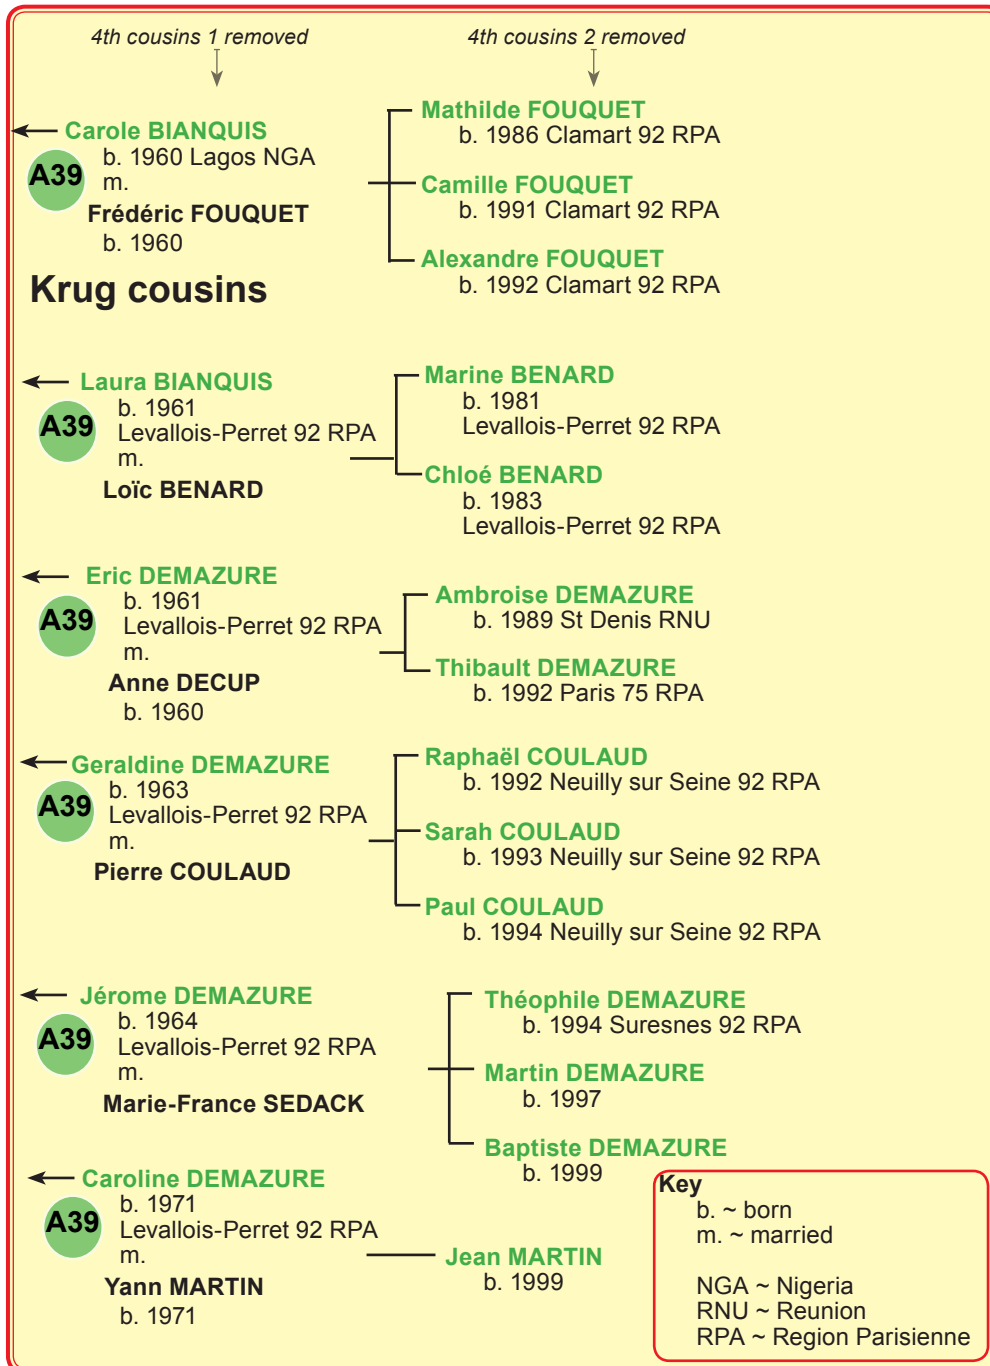 4th cousins 1 removed
4th cousins 2 removed
Carole BIANQUIS
b. 1960 Lagos NGA
A39
m.
Frédéric FOUQUET
b. 1960
Mathilde FOUQUET
b. 1986 Clamart 92 RPA
Camille FOUQUET
b. 1991 Clamart 92 RPA
Alexandre FOUQUET
b. 1992 Clamart 92 RPA
Krug cousins
Laura BIANQUIS
b. 1961
A39
Levallois-Perret 92 RPA
m.
Loïc BENARD
Marine BENARD
b. 1981
Levallois-Perret 92 RPA
Chloé BENARD
b. 1983
Levallois-Perret 92 RPA
Eric DEMAZURE
b. 1961
A39
Levallois-Perret 92 RPA
m.
Anne DECUP
b. 1960
Ambroise DEMAZURE
b. 1989 St Denis RNU
Thibault DEMAZURE
b. 1992 Paris 75 RPA
Geraldine DEMAZURE
b. 1963
A39
Levallois-Perret 92 RPA
m.
Pierre COULAUD
Raphaël COULAUD
b. 1992 Neuilly sur Seine 92 RPA
Sarah COULAUD
b. 1993 Neuilly sur Seine 92 RPA
Paul COULAUD
b. 1994 Neuilly sur Seine 92 RPA
Jérome DEMAZURE
b. 1964
A39
Levallois-Perret 92 RPA
m.
Marie-France SEDACK
Théophile DEMAZURE
b. 1994 Suresnes 92 RPA
Martin DEMAZURE
b. 1997
Baptiste DEMAZURE
b. 1999
Caroline DEMAZURE
b. 1971
A39
Levallois-Perret 92 RPA
m.
Yann MARTIN
b. 1971
Jean MARTIN
b. 1999
Key
b. ~ born
m. ~ married
NGA ~ Nigeria
RNU ~ Reunion
RPA ~ Region Parisienne